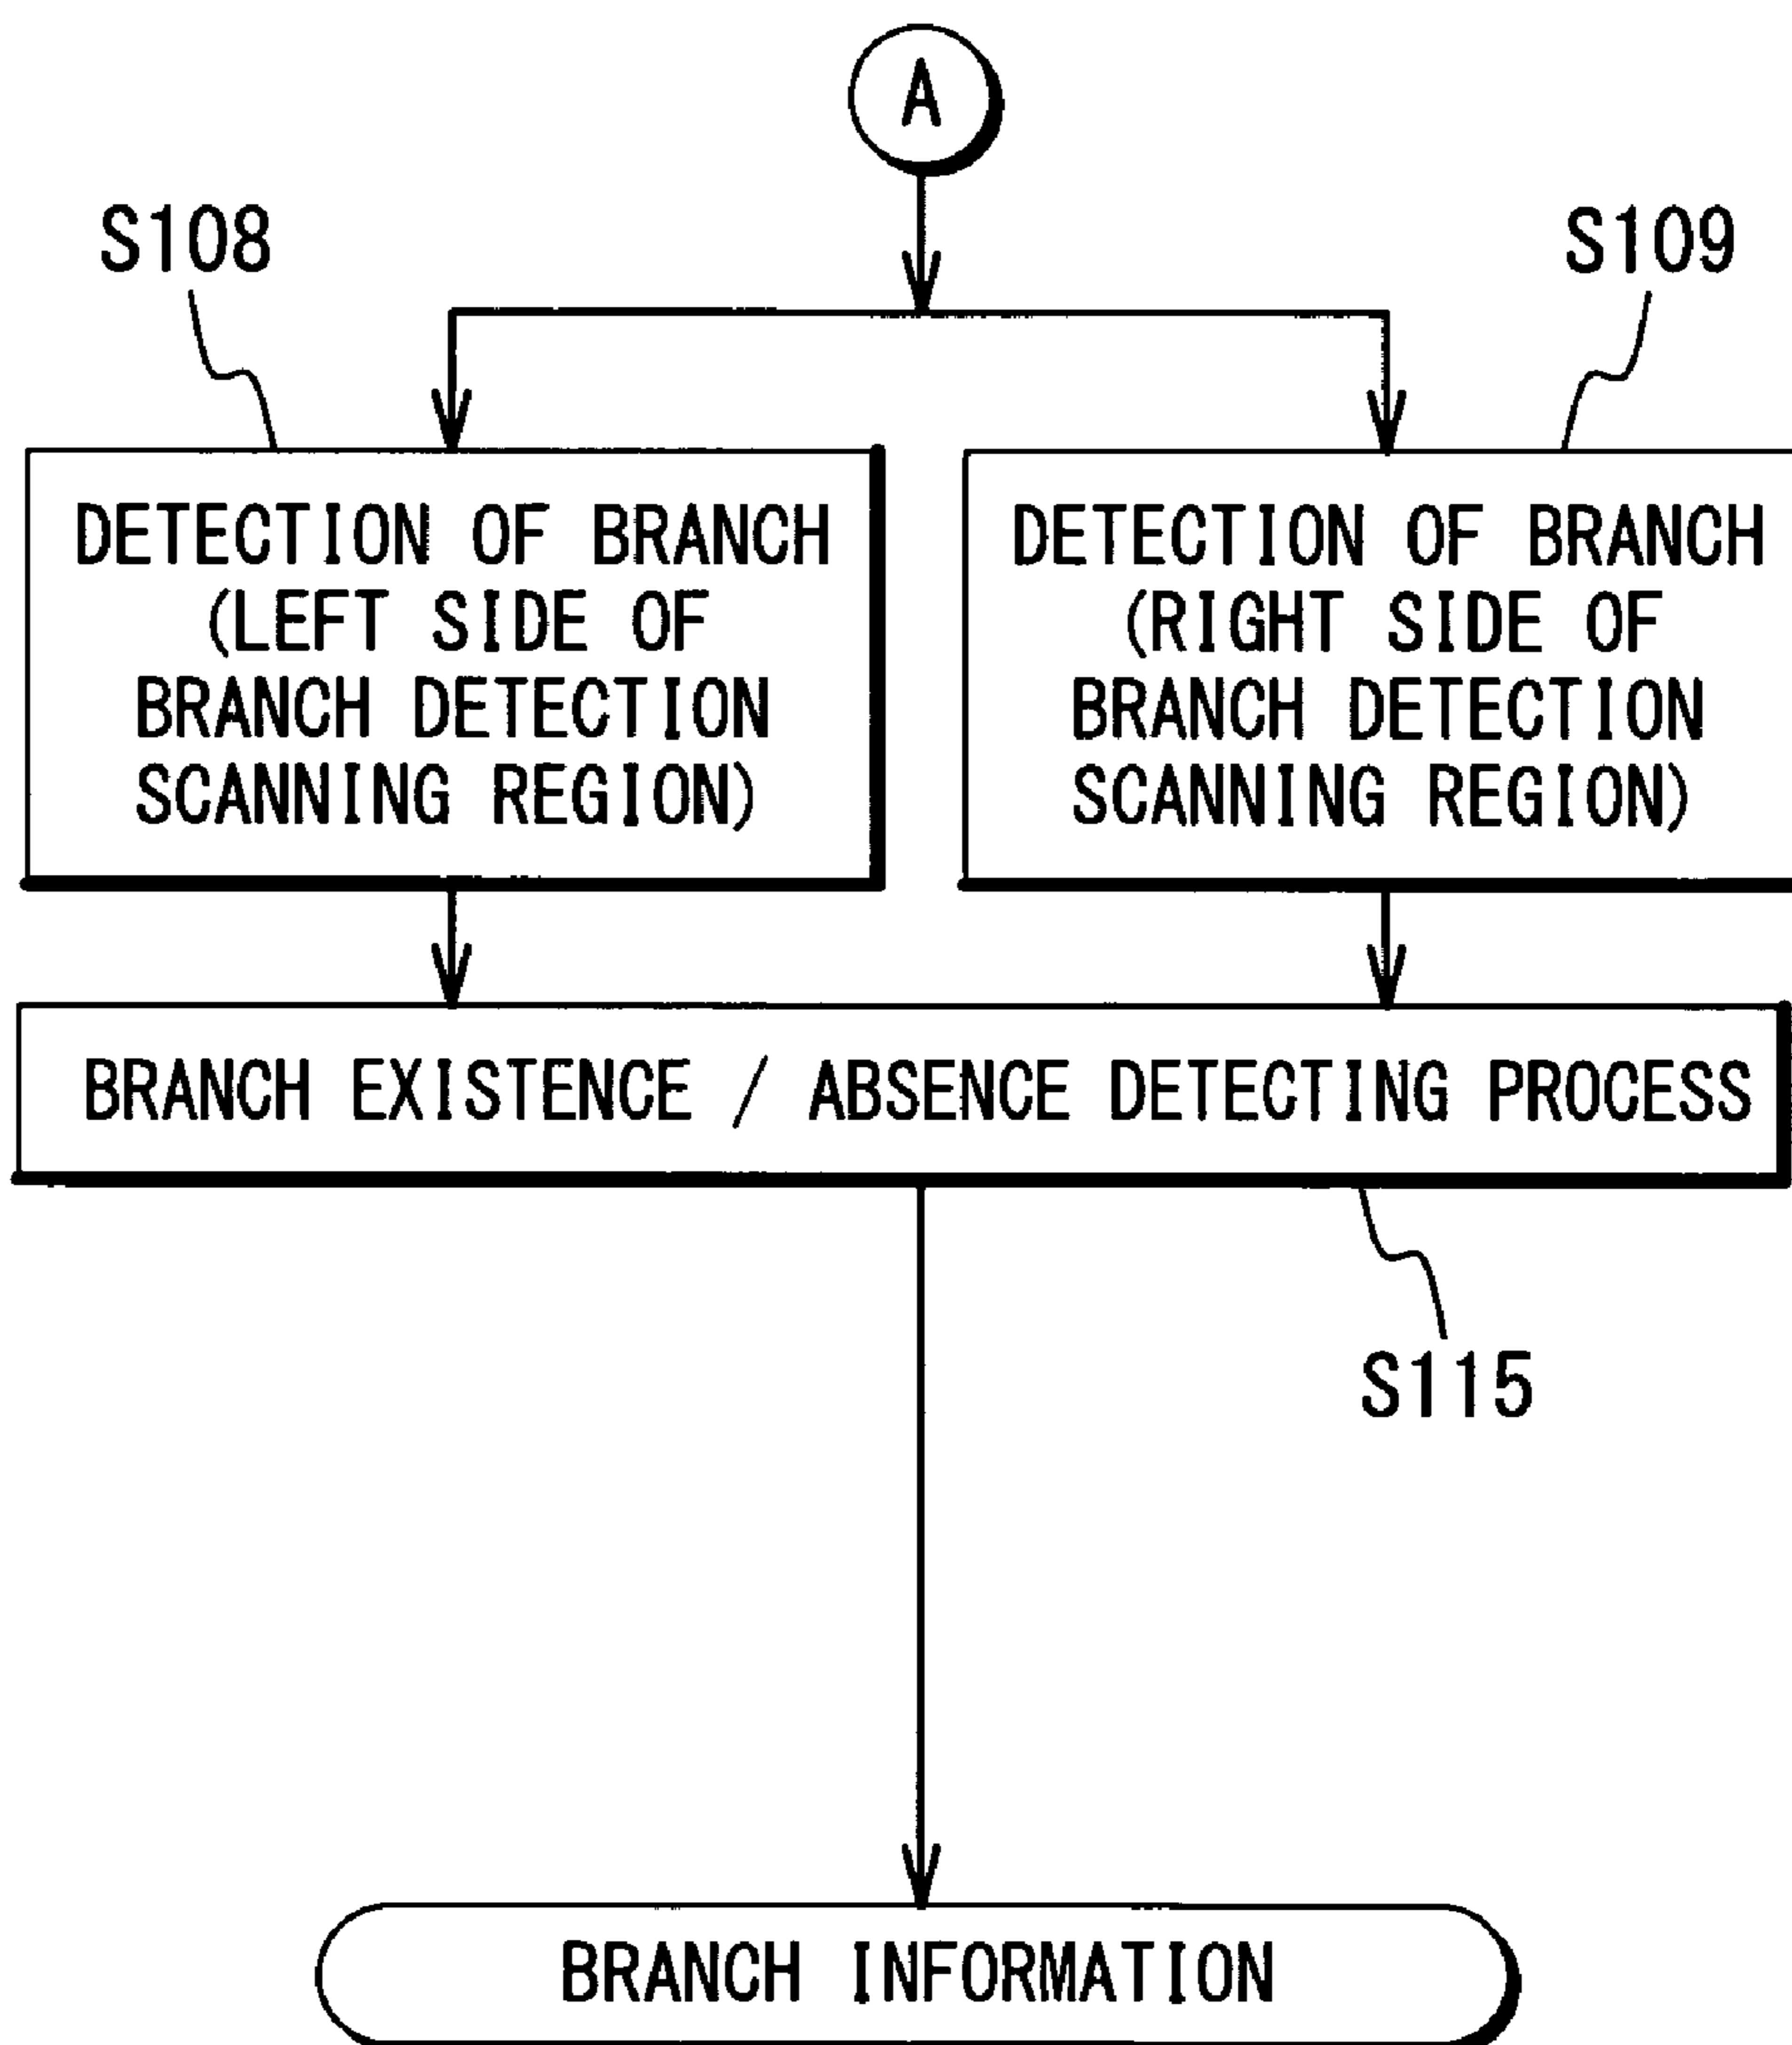 A
S108
S109
DETECTION OF BRANCH
(LEFT SIDE OF
BRANCH DETECTION
SCANNING REGION)
DETECTION OF BRANCH
(RIGHT SIDE OF
BRANCH DETECTION
SCANNING REGION)
BRANCH EXISTENCE / ABSENCE DETECTING PROCESS
S115
BRANCH INFORMATION